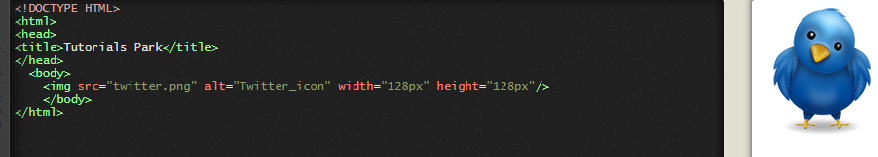 <!DOCTYPE HTML>
<html>
<head>
<title>Tutorials Park</title>
</head>
<body>
<img src="twitter.png" alt="Twitter_icon" width="128px" height="128px"/>
</body>
</html>